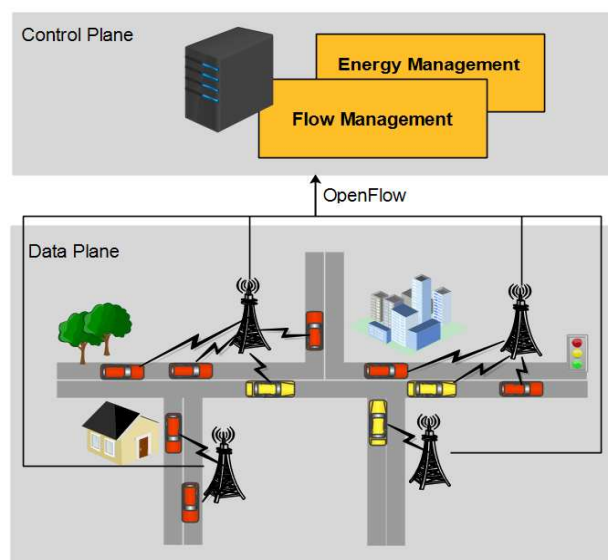 Control Plane
Energy Management
Flow Management
OpenFlow
Data Plane